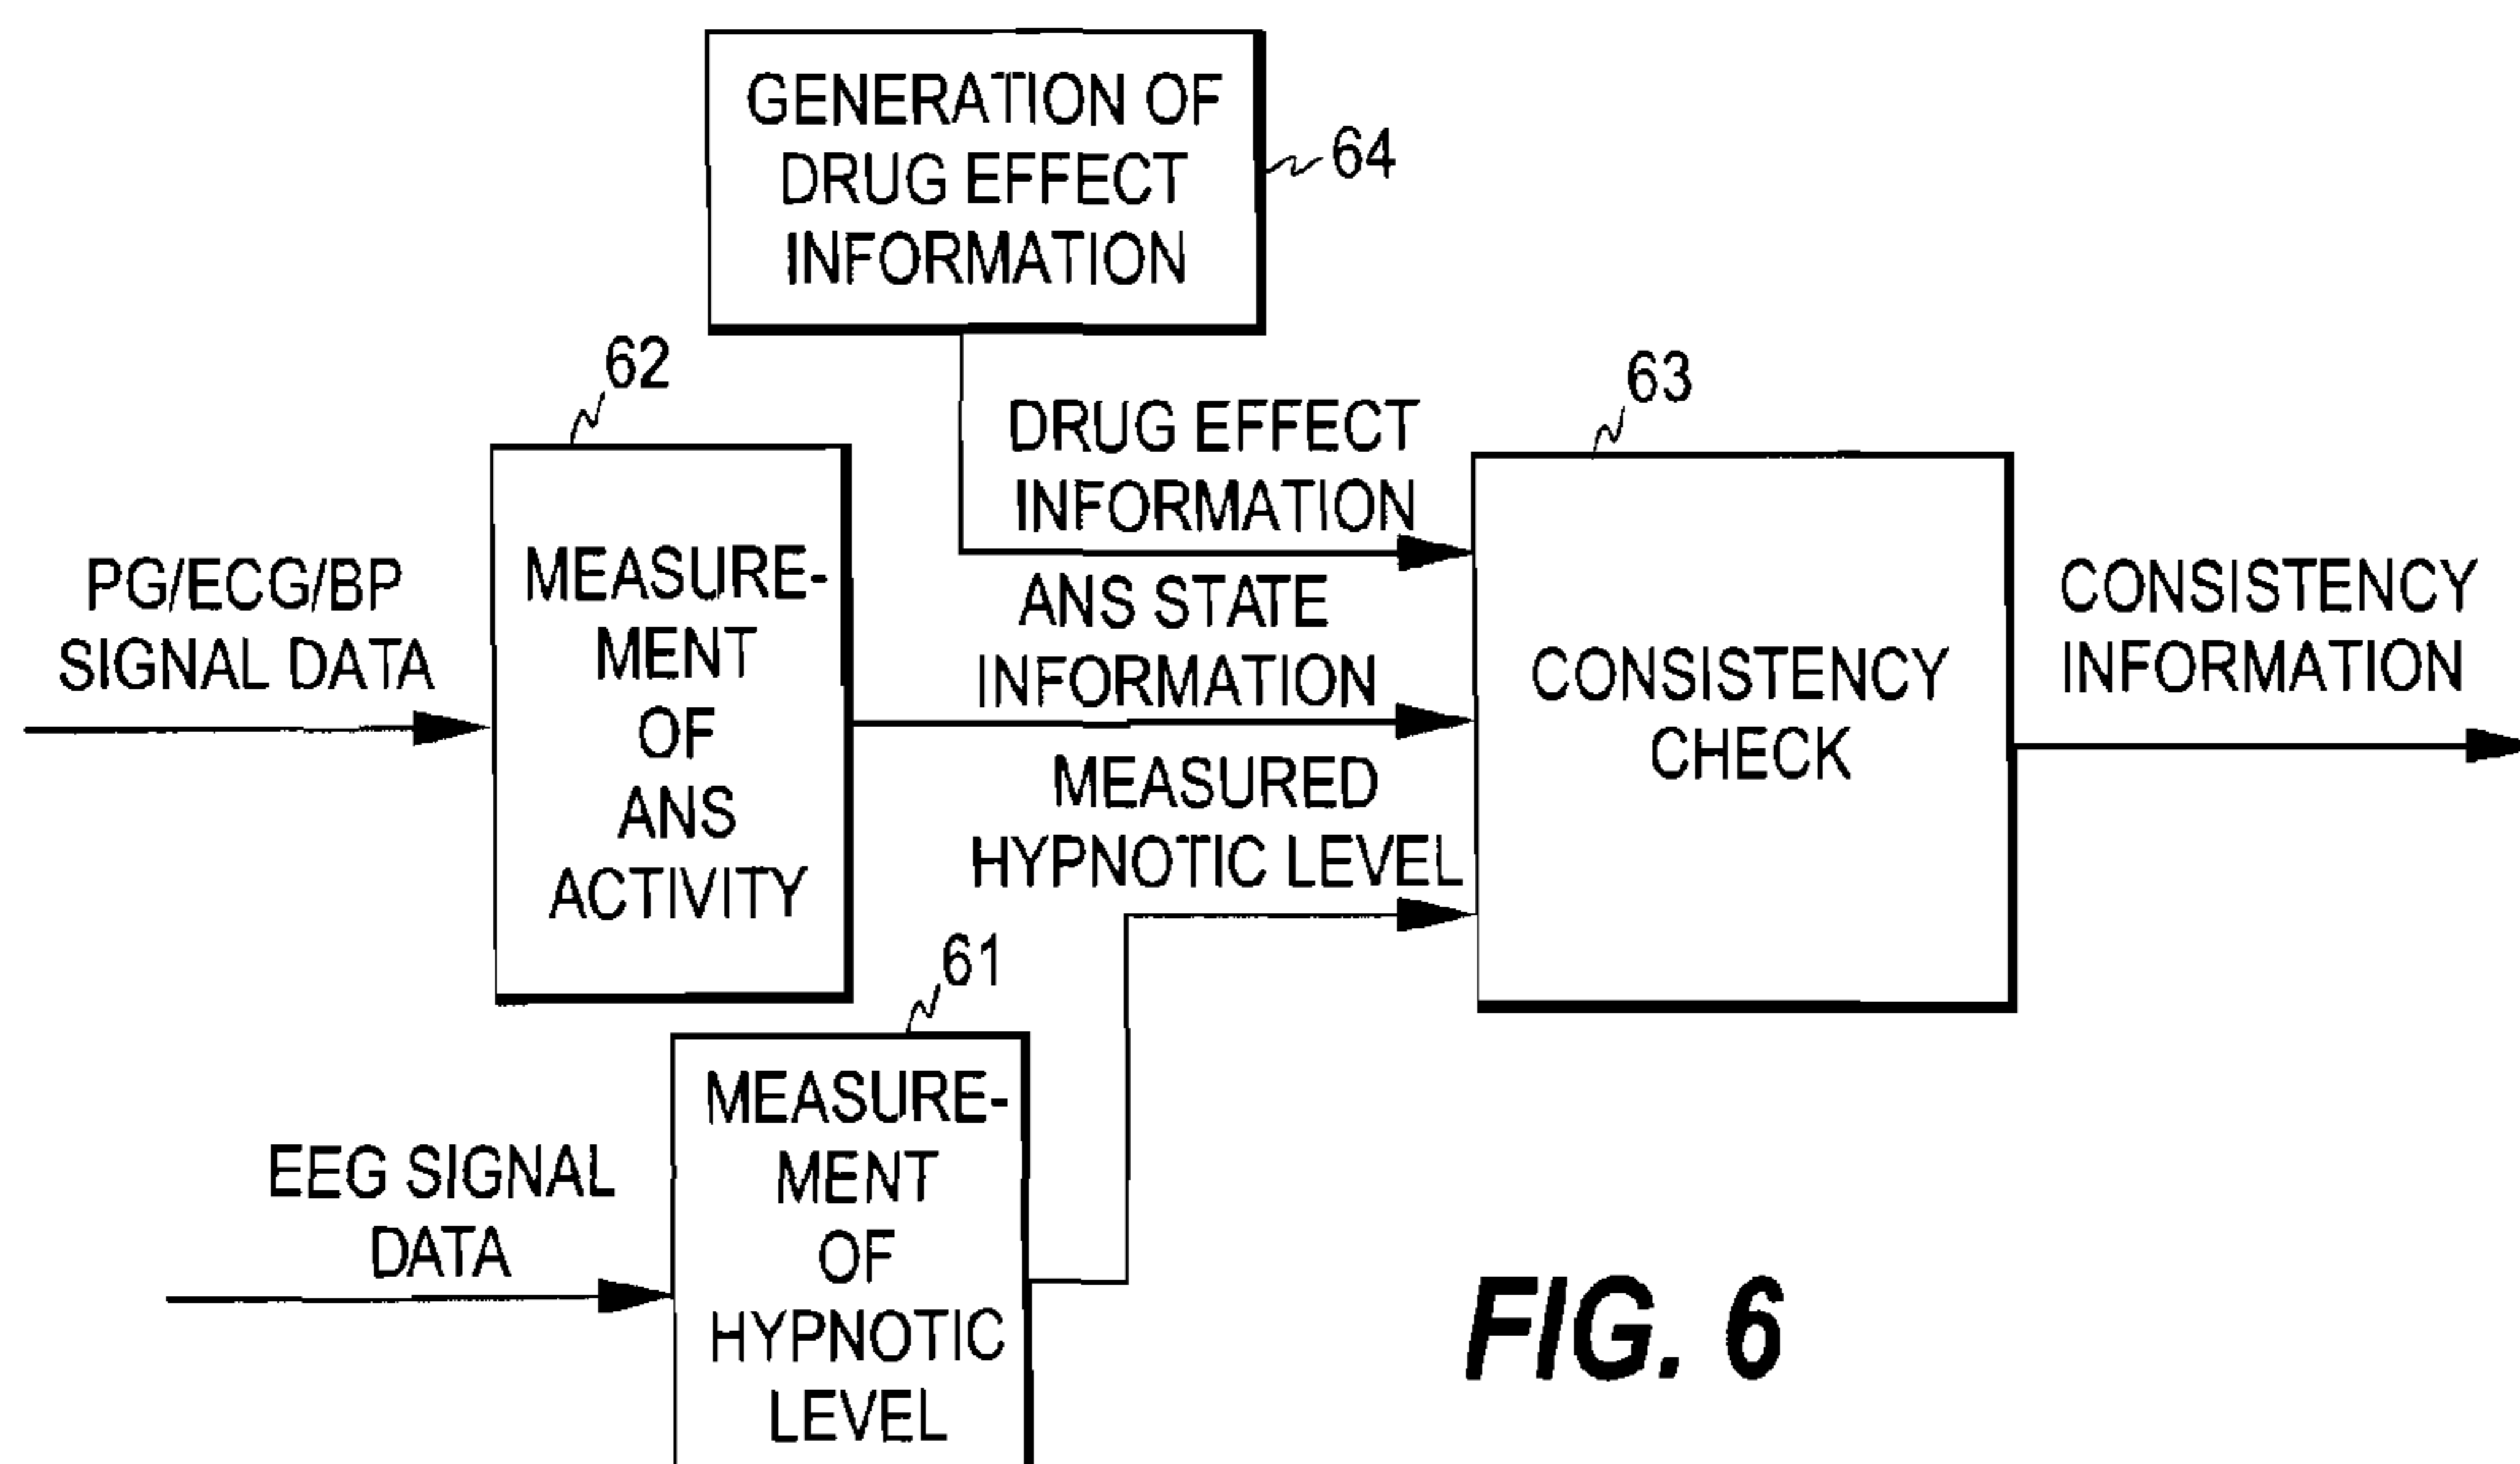 GENERATION OF
DRUG EFFECT
INFORMATION
64
62
63
DRUG EFFECT
INFORMATION
PG/ECG/BP
SIGNAL DATA
MEASURE-
MENT
OF
ANS
ACTIVITY
ANS STATE
INFORMATION
MEASURED
HYPNOTIC LEVEL
CONSISTENCY
CHECK
CONSISTENCY
INFORMATION
61
EEG SIGNAL
DATA
MEASURE-
MENT
OF
HYPNOTIC
LEVEL
FIG. 6